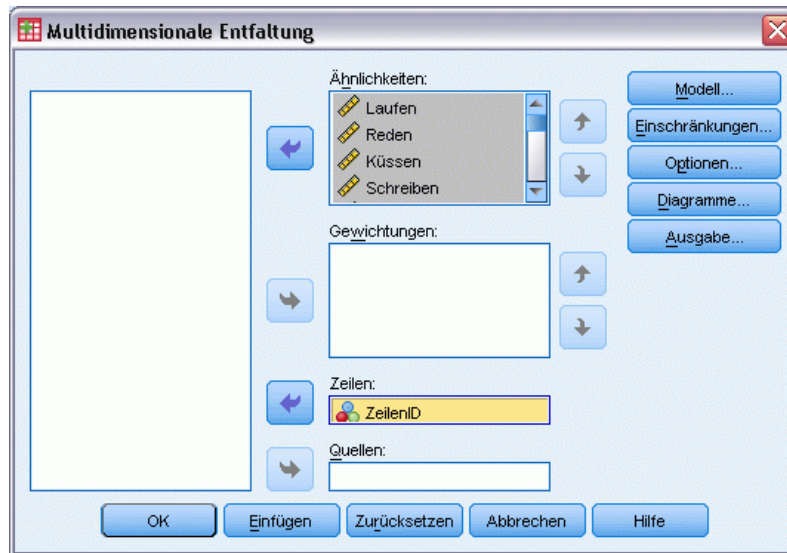 Multidimensionale Entfaltung
Ähnlichkeiten:
Laufen
Reden
Küssen
Schreiben
Gewichtungen:
Zeilen:
ZeilenID
Quellen:
Modell...
Einschränkungen...
Optionen...
Diagramme...
Ausgabe...
OK
Einfügen
Zurücksetzen
Abbrechen
Hilfe